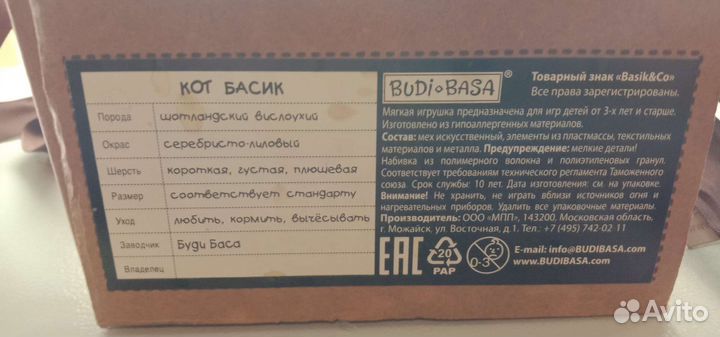 КОТ БАСИК
Порода шотландский вислоухий
Окрас серебристо-лиловый
Шерсть короткая, густая, плюшевая
Размер соответствует стандарту
Уход любить, кормить, вычёсывать
Заводчик Буди Баса
Владелец
BUDi BASA®
Товарный знак «Basik&Co»
Все права зарегистрированы.
Мягкая игрушка предназначена для игр детей от 3-х лет и старше.
Изготовлено из гипоаллергенных материалов.
Состав: мех искусственный, элементы из пластмассы, текстильных
материалов и металла. Предупреждение: мелкие детали!
Набивка из полимерного волокна и полиэтиленовых гранул.
Соответствует требованиям технического регламента Таможенного
союза. Срок службы: 10 лет. Дата изготовления: см. на упаковке.
Внимание! Не хранить, не играть вблизи источников огня и
нагревательных приборов. Удалить все упаковочные материалы.
Производитель: ООО «МПП», 143200, Московская область,
г. Можайск, ул. Восточная, д.1. Тел.: +7 (495) 742-02 11
EAC
20
PAP
0-3
E-mail: info@BUDIBASA.com
www.BUDIBASA.com
Avito